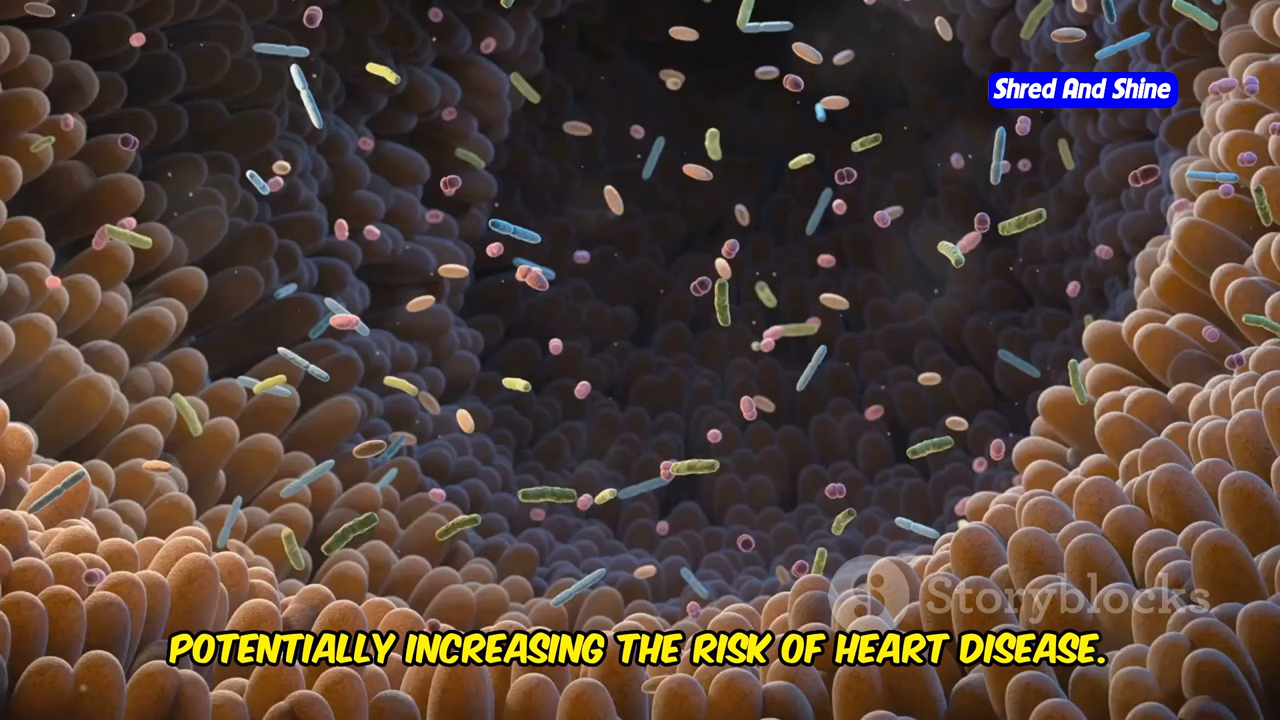 Shred And Shine
Storyblocks
POTENTIALLY INCREASING THE RISK OF HEART DISEASE.